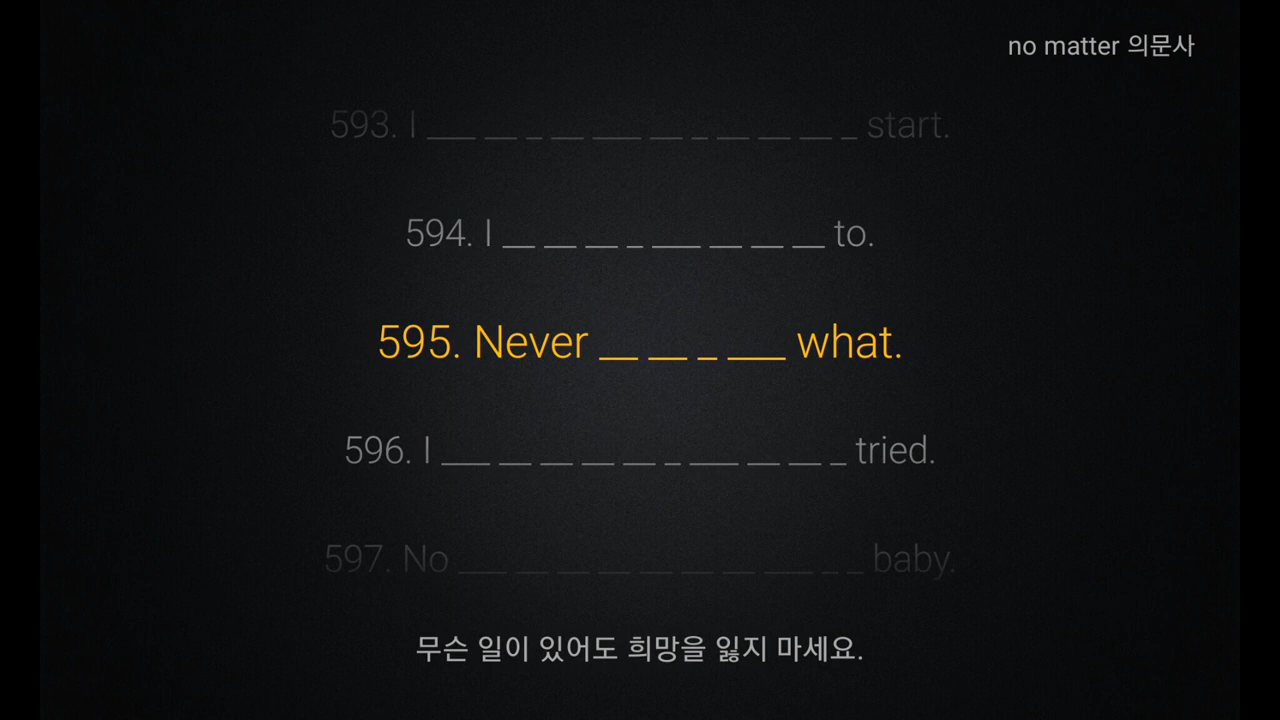 no matter 의문사
593. I ___ __ _ __ ___ __ _ __ __ __ _ start.
594. I __ __ __ _ ___ __ __ __ to.
595. Never __ __ _ ___ what.
596. I ___ __ __ __ __ _ ___ __ __ _ tried.
597. No ___ __ __ __ __ __ __ ___ _ _ baby.
무슨 일이 있어도 희망을 잃지 마세요.